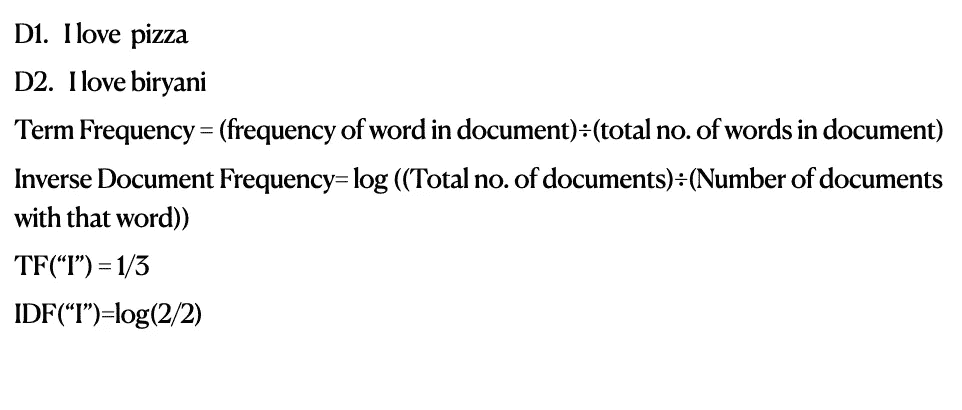 D1. I love pizza
D2. I love biryani
Term Frequency = (frequency of word in document)÷(total no. of words in document)
Inverse Document Frequency= log ((Total no. of documents)÷(Number of documents
with that word))
TF(“I”) = 1/3
IDF(“I”)=log(2/2)